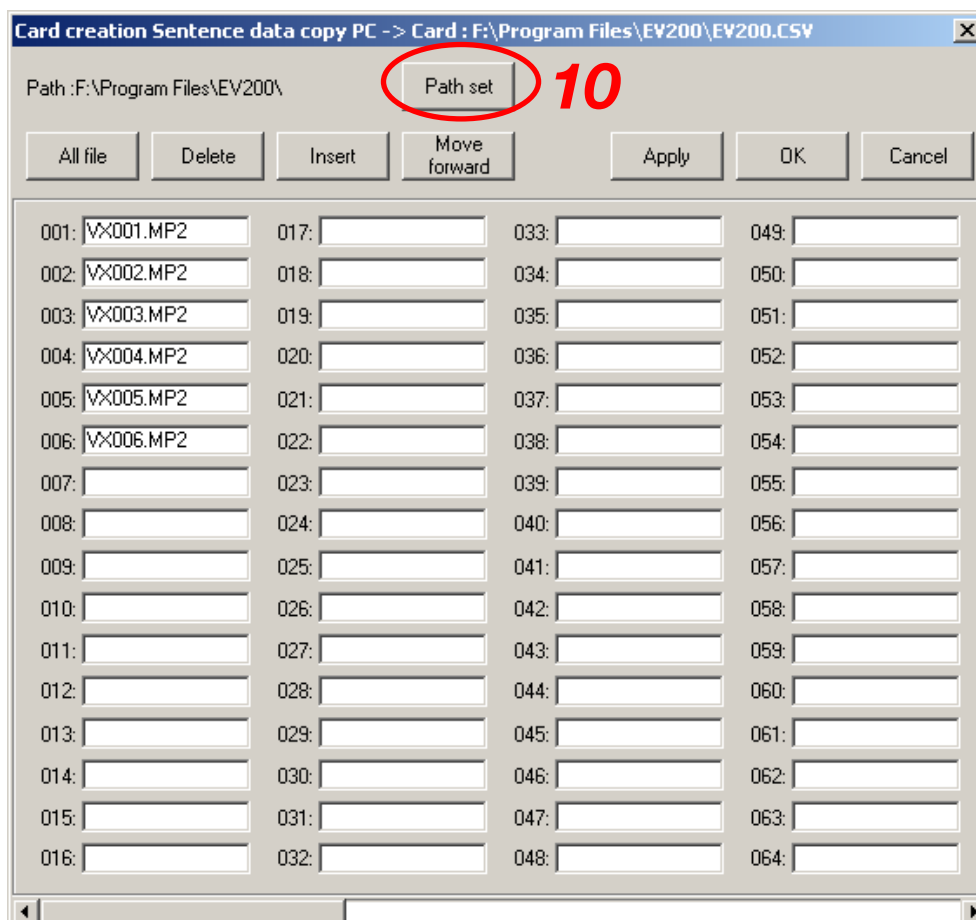 Card creation Sentence data copy PC -> Card : F:\Program Files\EV200\EV200.CSV
Path :F:\Program Files\EV200\ Path set 10
All file Delete Insert Move forward Apply OK Cancel
001: VX001.MP2 017: 033: 049:
002: VX002.MP2 018: 034: 050:
003: VX003.MP2 019: 035: 051:
004: VX004.MP2 020: 036: 052:
005: VX005.MP2 021: 037: 053:
006: VX006.MP2 022: 038: 054:
007: 023: 039: 055:
008: 024: 040: 056:
009: 025: 041: 057:
010: 026: 042: 058:
011: 027: 043: 059:
012: 028: 044: 060:
013: 029: 045: 061:
014: 030: 046: 062:
015: 031: 047: 063:
016: 032: 048: 064: